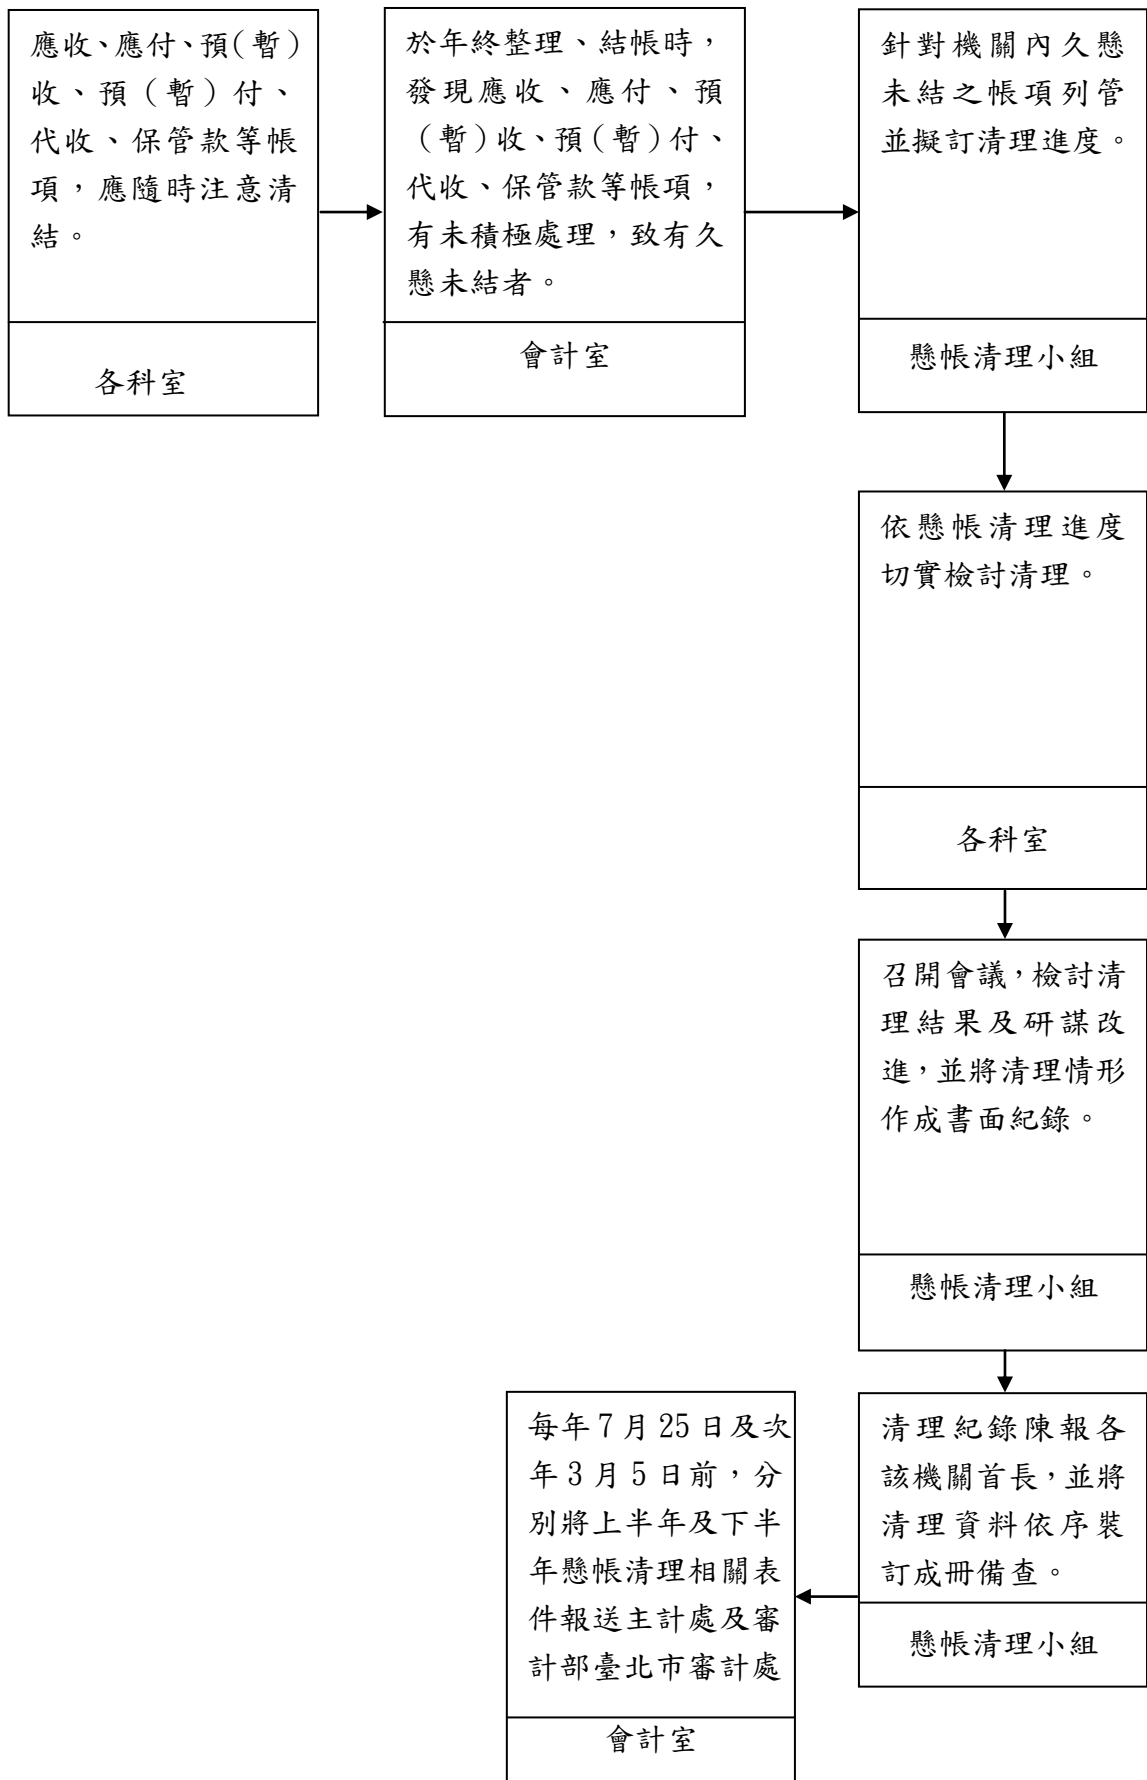 應收、應付、預(暫)
收、預(暫)付、
代收、保管款等帳
項，應隨時注意清
結。
各科室
於年終整理、結帳時，
發現應收、應付、預
(暫)收、預(暫)付、
代收、保管款等帳項，
有未積極處理，致有久
懸未結者。
會計室
針對機關內久懸
未結之帳項列管
並擬訂清理進度。
懸帳清理小組
依懸帳清理進度
切實檢討清理。
各科室
召開會議，檢討清
理結果及研謀改
進，並將清理情形
作成書面紀錄。
懸帳清理小組
清理紀錄陳報各
該機關首長，並將
清理資料依序裝
訂成冊備查。
懸帳清理小組
每年7月25日及次
年3月5日前，分
別將上半年及下半
年懸帳清理相關表
件報送主計處及審
計部臺北市審計處
會計室